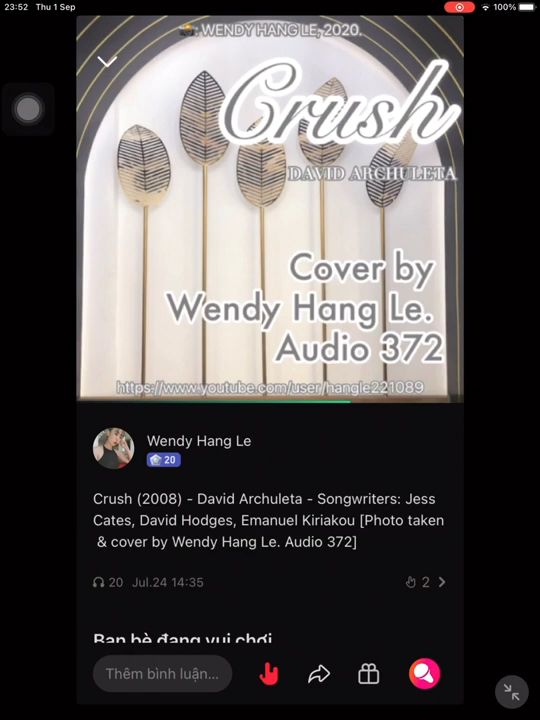 23:52 Thu 1 Sep
100%
📸: WENDY HANG LE, 2020.
Crush
DAVID ARCHULETA
Cover by
Wendy Hang Le.
Audio 372
https://www.youtube.com/user/hangle221089
Wendy Hang Le
20
Crush (2008) - David Archuleta - Songwriters: Jess
Cates, David Hodges, Emanuel Kiriakou [Photo taken
& cover by Wendy Hang Le. Audio 372]
20 Jul.24 14:35
2
Bạn bè đang vui chơi
Thêm bình luận...